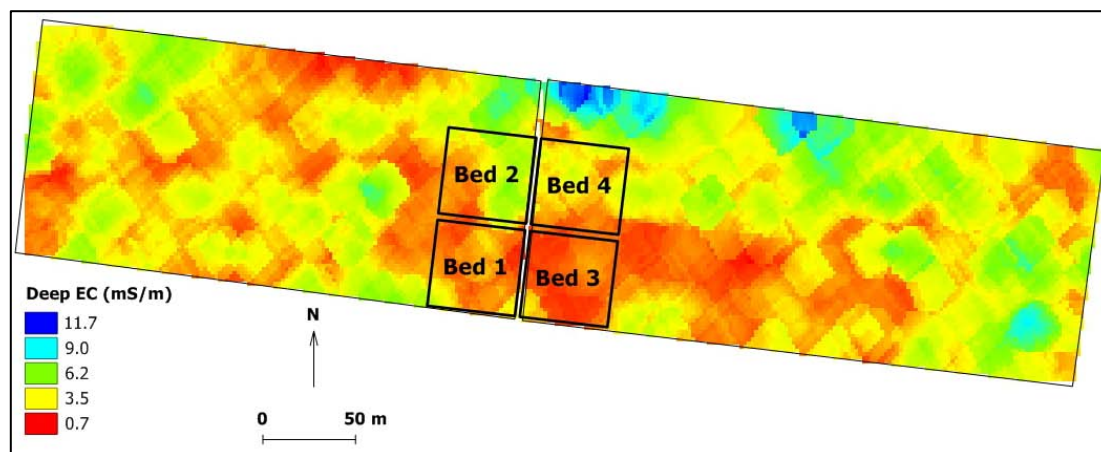 Bed 2
Bed 4
Bed 1
Bed 3
Deep EC (mS/m)
11.7
9.0
6.2
3.5
0.7
N
0 50 m